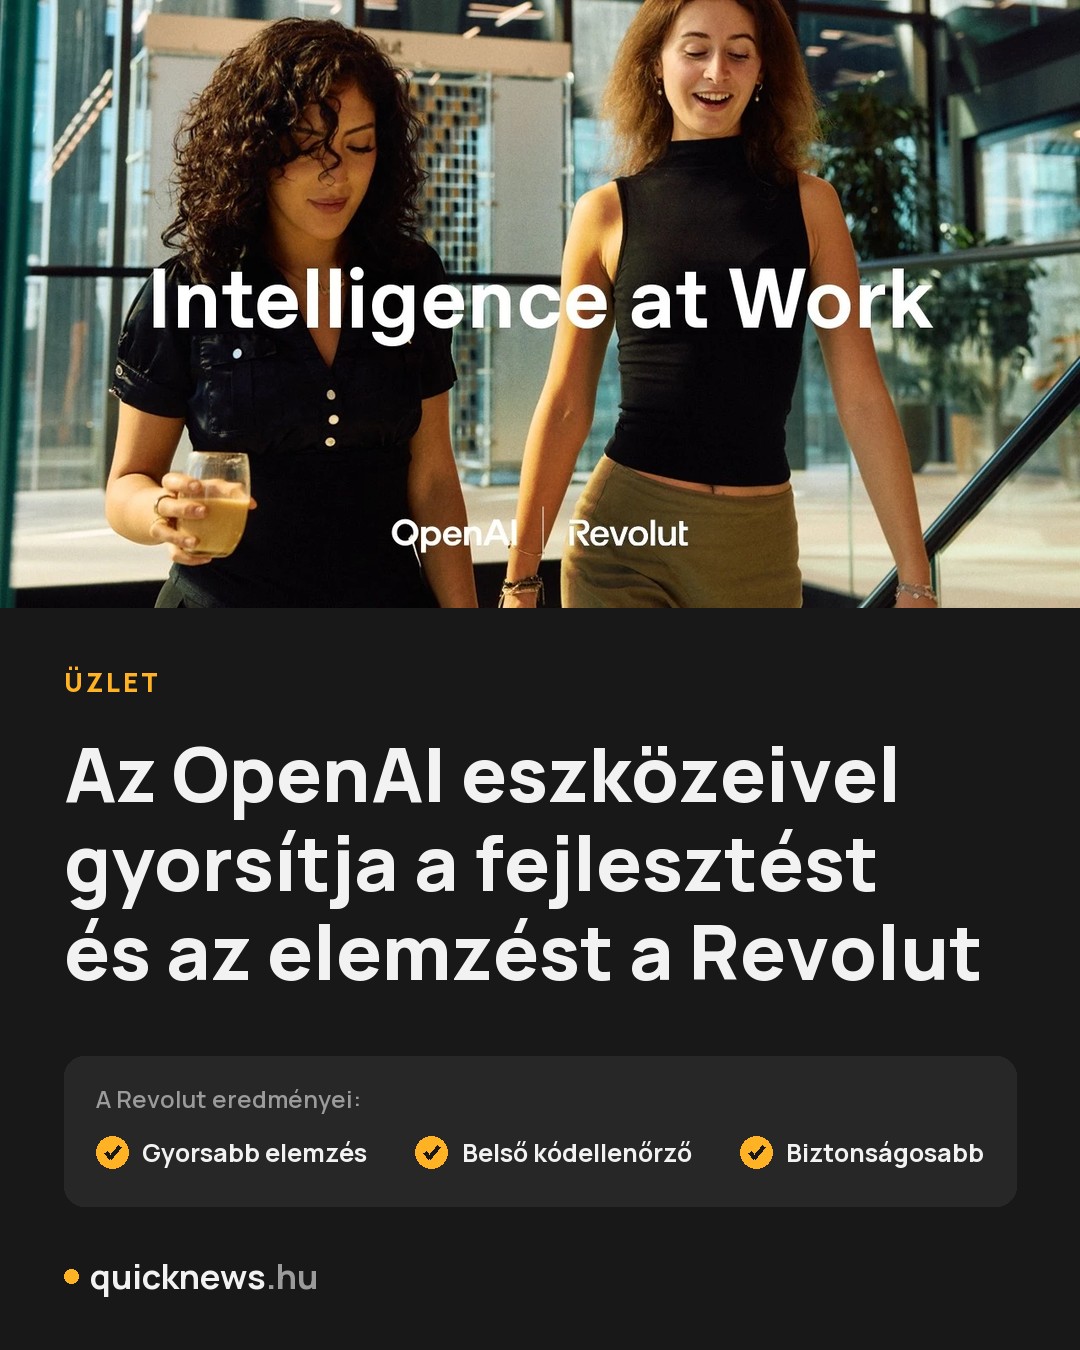 Intelligence at Work
OpenAI | Revolut
ÜZLET
Az OpenAI eszközeivel
gyorsítja a fejlesztést
és az elemzést a Revolut
A Revolut eredményei:
Gyorsabb elemzés
Belső kódellenőrző
Biztonságosabb
quicknews.hu